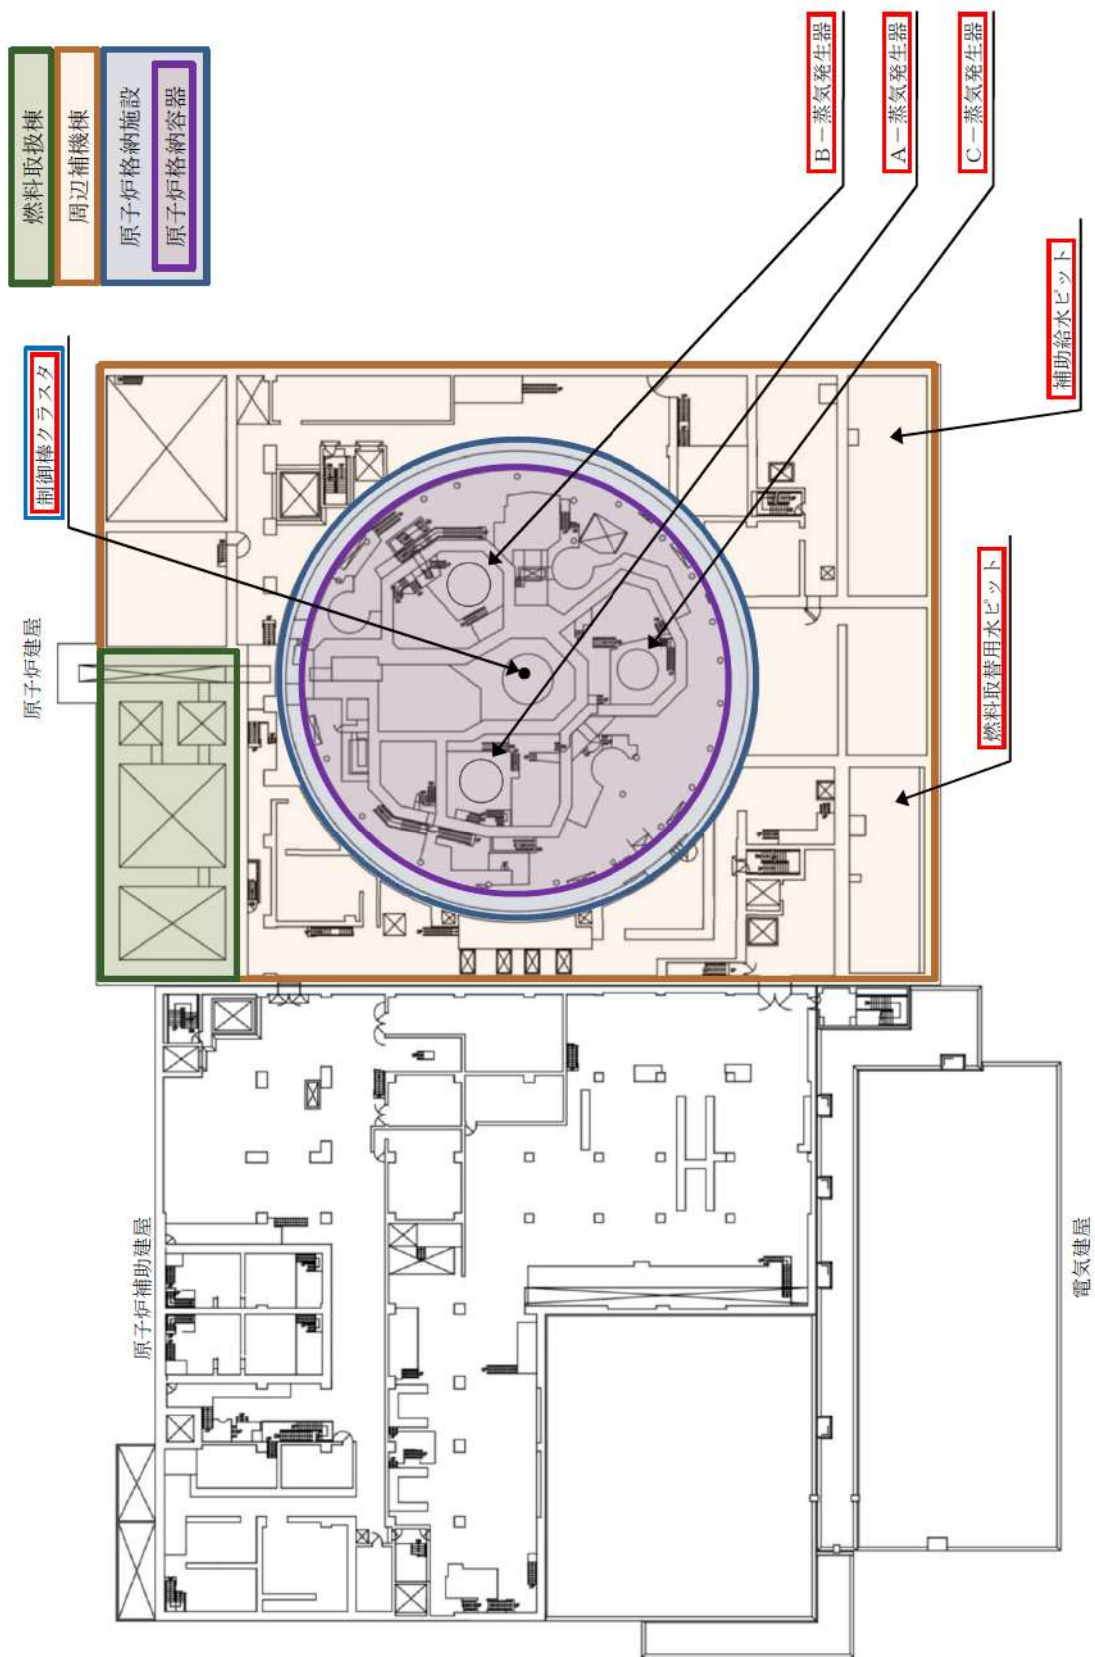 燃料取扱棟
周辺補機棟
原子炉格納施設
原子炉格納容器
制御棒クラスタ
B－蒸気発生器
A－蒸気発生器
C－蒸気発生器
補助給水ピット
燃料取替用水ピット
原子炉建屋
原子炉補助建屋
電気建屋